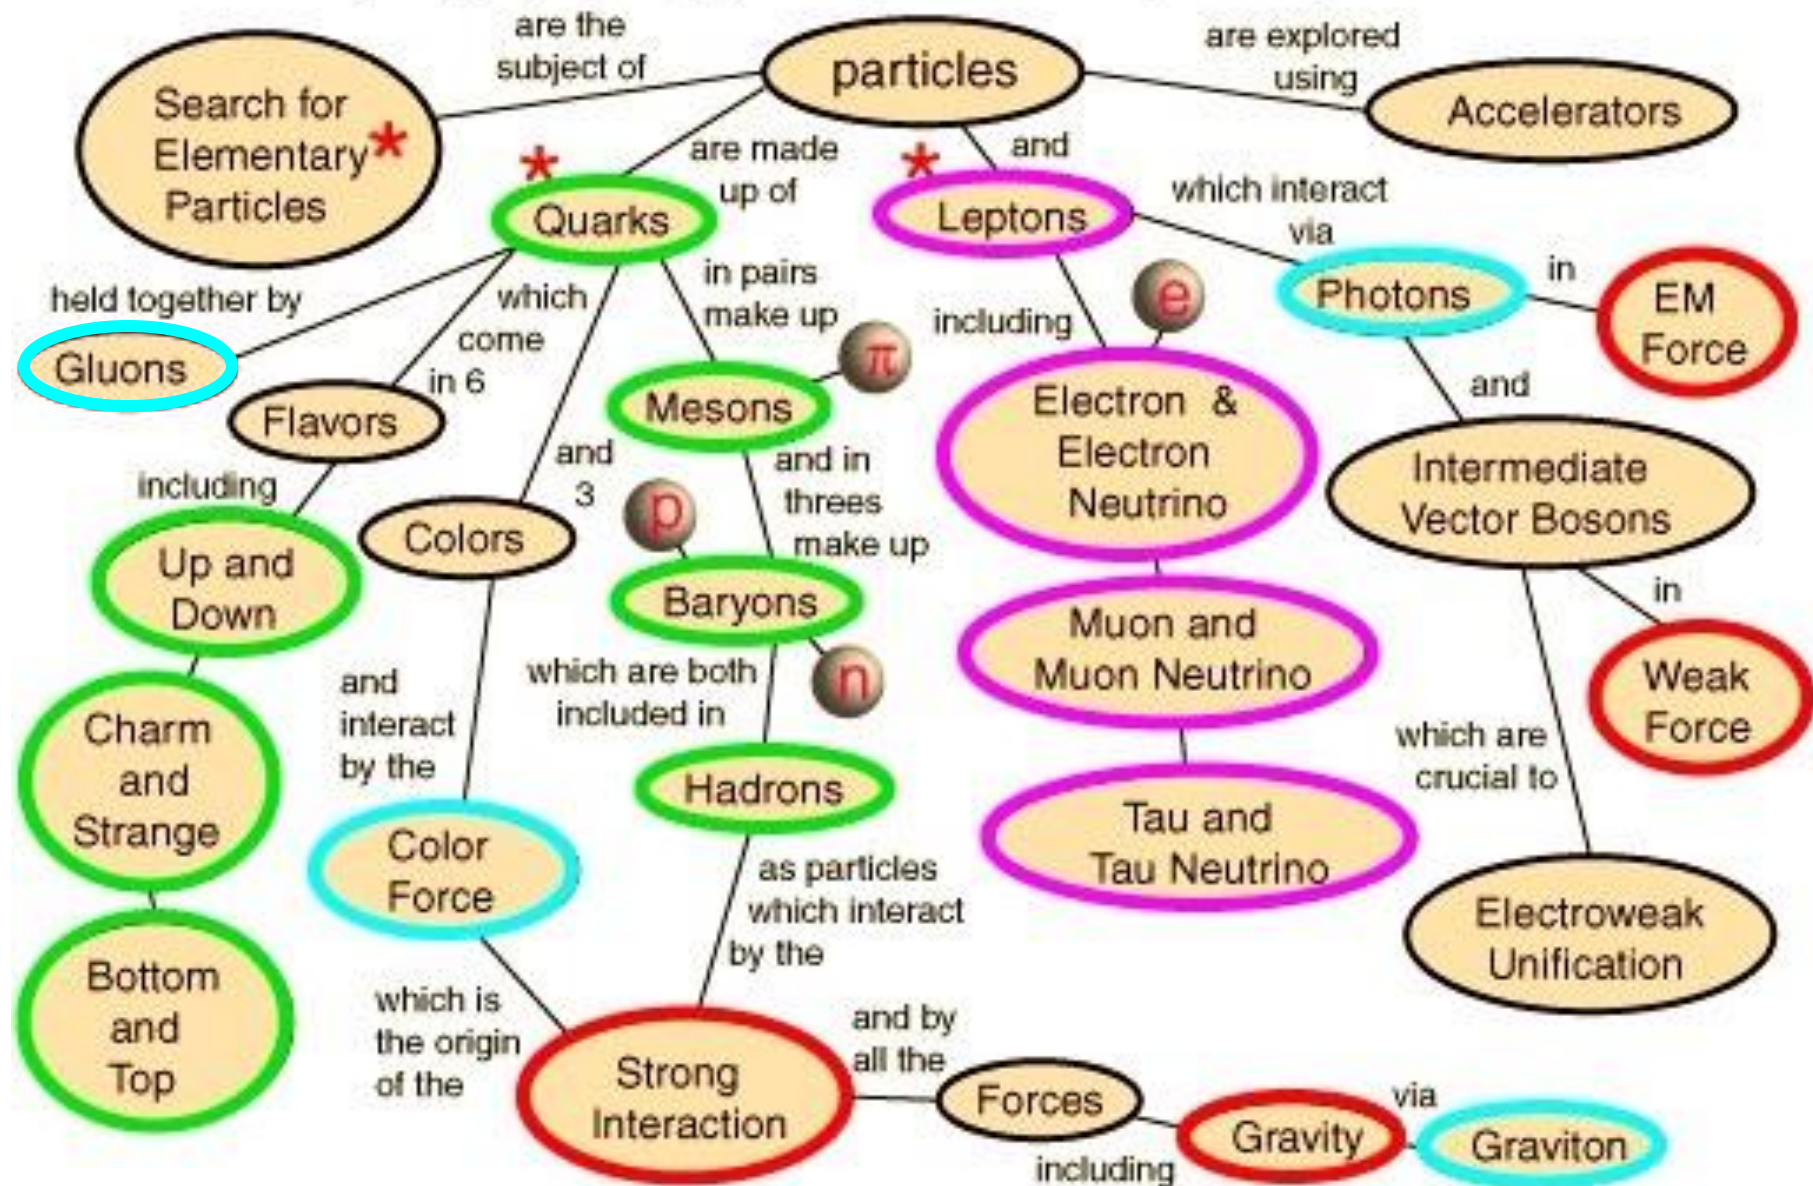 are the
subject of
particles
are explored
using
Accelerators
Search for
Elementary*
Particles
*
are made
up of
Quarks
*
and
Leptons
which interact
via
Photons
in
EM
Force
held together by
Gluons
which
come
in 6
Flavors
in pairs
make up
π
Mesons
including
e
Electron &
Electron
Neutrino
and
Intermediate
Vector Bosons
including
Up and
Down
and
3
Colors
and in
threes
make up
p
Baryons
n
Muon and
Muon Neutrino
in
Weak
Force
Charm
and
Strange
and
interact
by the
which are both
included in
Hadrons
Tau and
Tau Neutrino
which are
crucial to
Electroweak
Unification
Color
Force
as particles
which interact
by the
Bottom
and
Top
which is
the origin
of the
Strong
Interaction
and by
all the
Forces
including
Gravity
via
Graviton